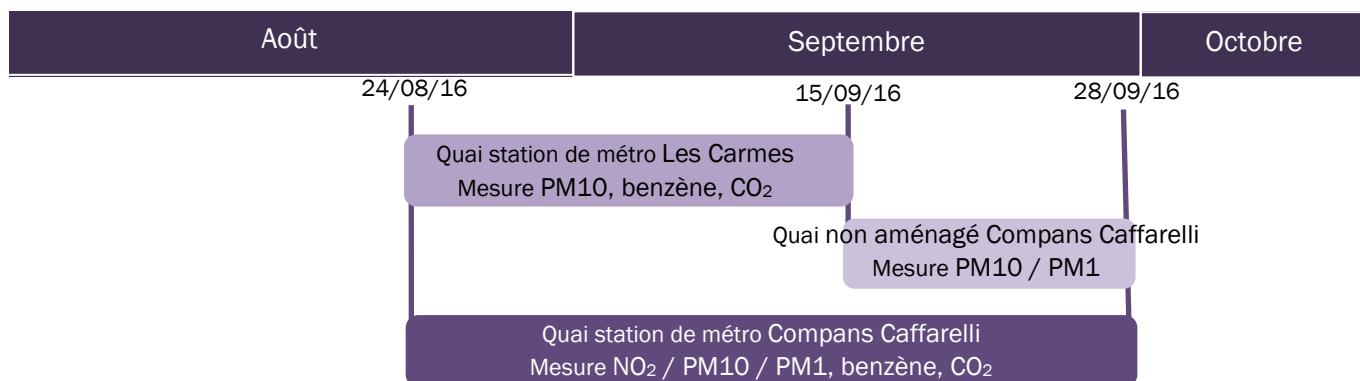 Août
Septembre
Octobre
24/08/16
15/09/16
28/09/16
Quai station de métro Les Carmes
Mesure PM10, benzène, CO₂
Quai non aménagé Compans Caffarelli
Mesure PM10 / PM1
Quai station de métro Compans Caffarelli
Mesure NO₂ / PM10 / PM1, benzène, CO₂